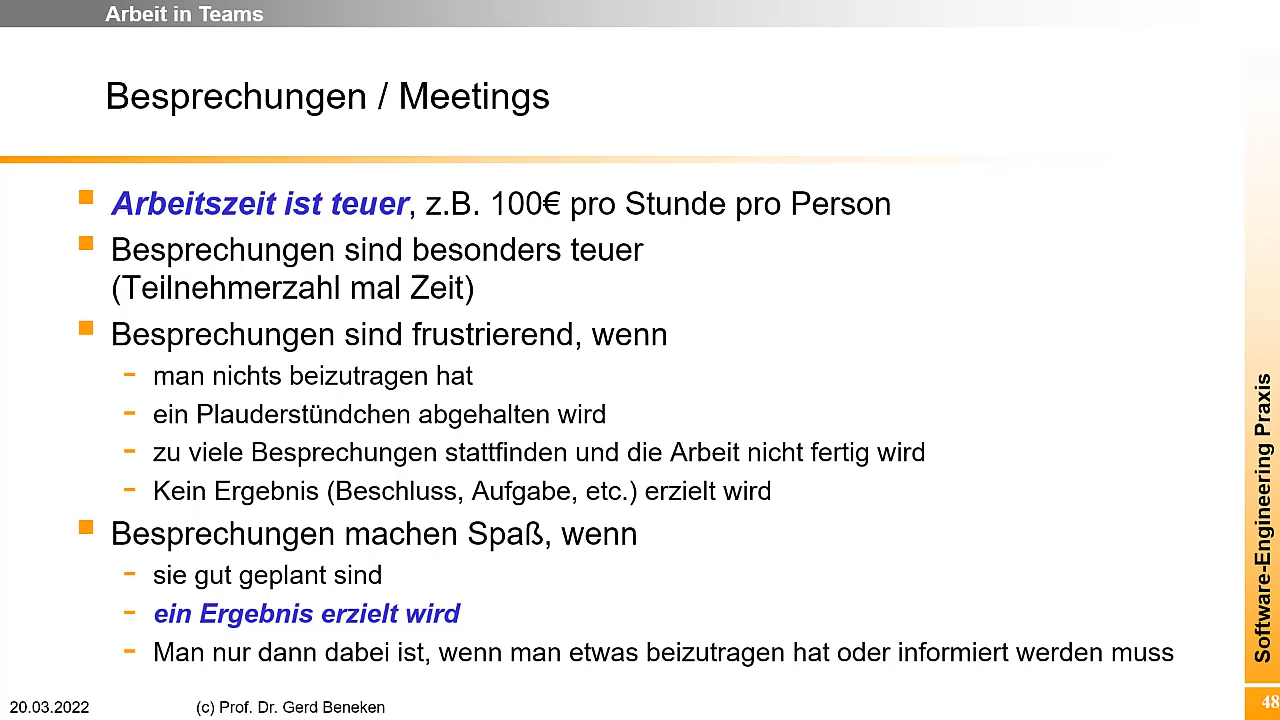 Arbeit in Teams
Besprechungen / Meetings
Arbeitszeit ist teuer, z.B. 100€ pro Stunde pro Person
Besprechungen sind besonders teuer
(Teilnehmerzahl mal Zeit)
Besprechungen sind frustrierend, wenn
- man nichts beizutragen hat
- ein Plauderstündchen abgehalten wird
- zu viele Besprechungen stattfinden und die Arbeit nicht fertig wird
- Kein Ergebnis (Beschluss, Aufgabe, etc.) erzielt wird
Besprechungen machen Spaß, wenn
- sie gut geplant sind
- ein Ergebnis erzielt wird
- Man nur dann dabei ist, wenn man etwas beizutragen hat oder informiert werden muss
Software-Engineering Praxis
20.03.2022
(c) Prof. Dr. Gerd Beneken
48